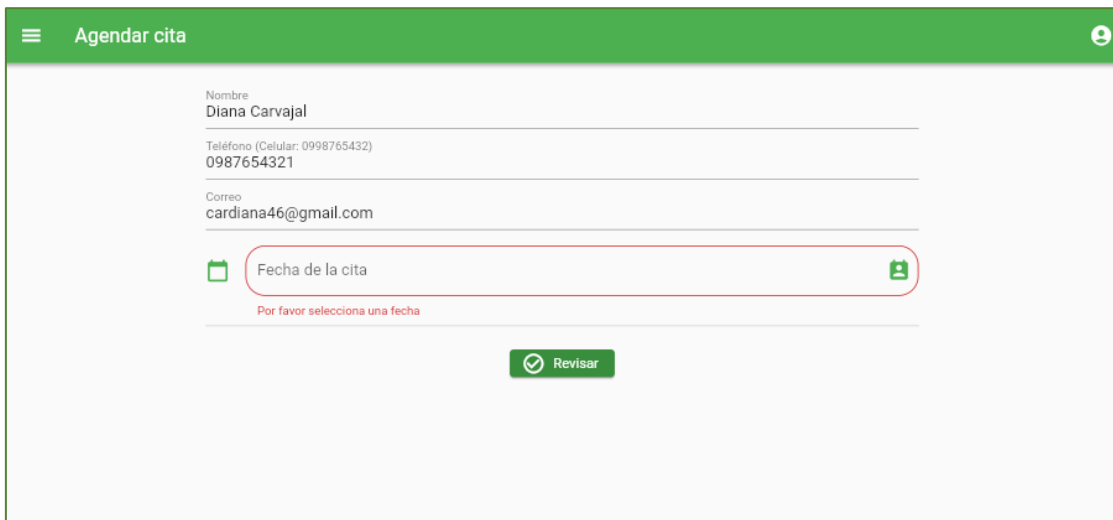 Agendar cita
Nombre
Diana Carvajal
Teléfono (Celular: 0998765432)
0987654321
Correo
cardiana46@gmail.com
Fecha de la cita
Por favor selecciona una fecha
Revisar